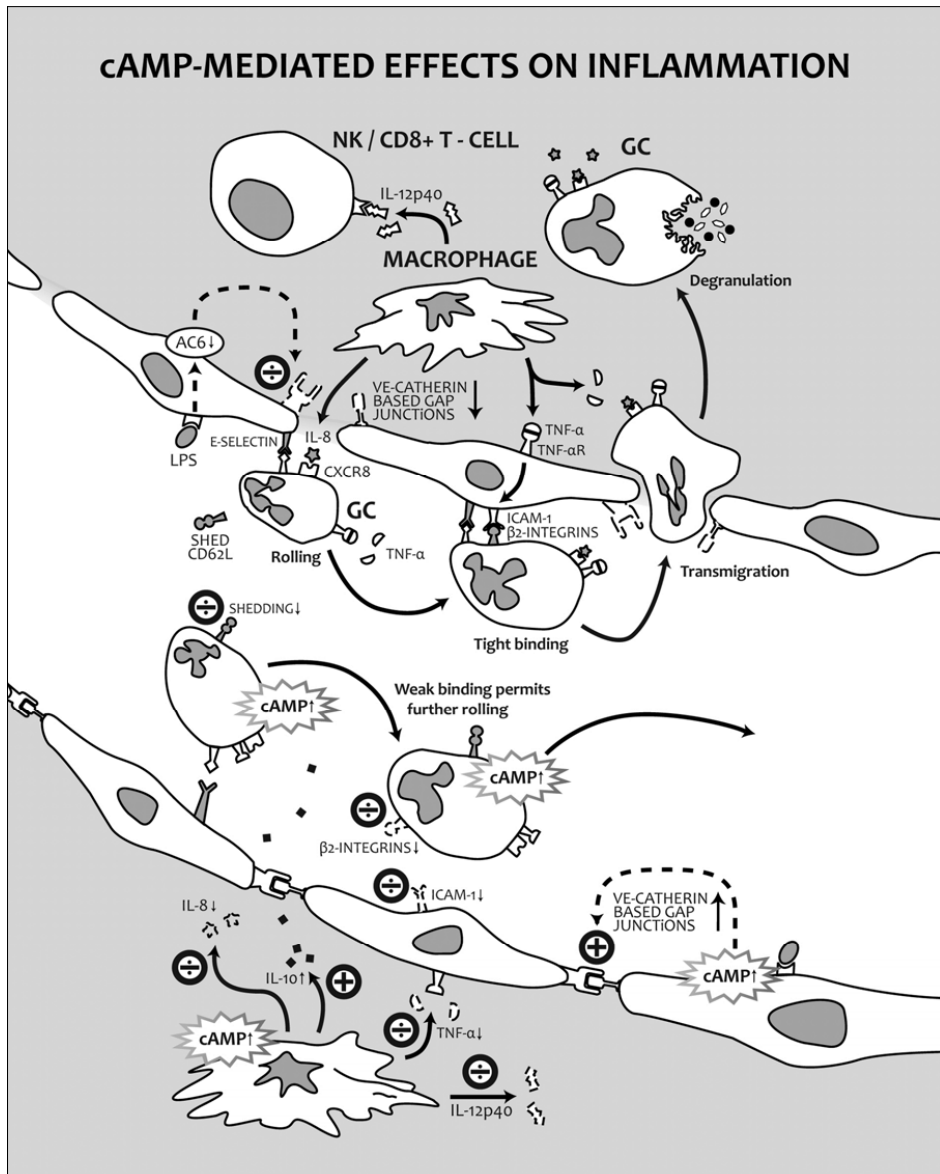 cAMP-MEDIATED EFFECTS ON INFLAMMATION
NK / CD8+ T - CELL
GC
IL-12p40
MACROPHAGE
Degranulation
AC6↓
÷
VE-CATHERIN
BASED GAP
JUNCTiONS
↓
E-SELECTIN
IL-8
TNF-α
TNF-αR
LPS
CXCR8
GC
ICAM-1
β2-INTEGRINS
SHED
CD62L
Rolling
TNF-α
Transmigration
Tight binding
÷
SHEDDING↓
cAMP↑
Weak binding permits
further rolling
cAMP↑
÷
β2-INTEGRINS↓
÷
ICAM-1↓
VE-CATHERIN
BASED GAP
JUNCTiONS
↑
IL-8↓
+
÷
IL-10↑
+
cAMP↑
cAMP↑
÷
TNF-α↓
÷
IL-12p40